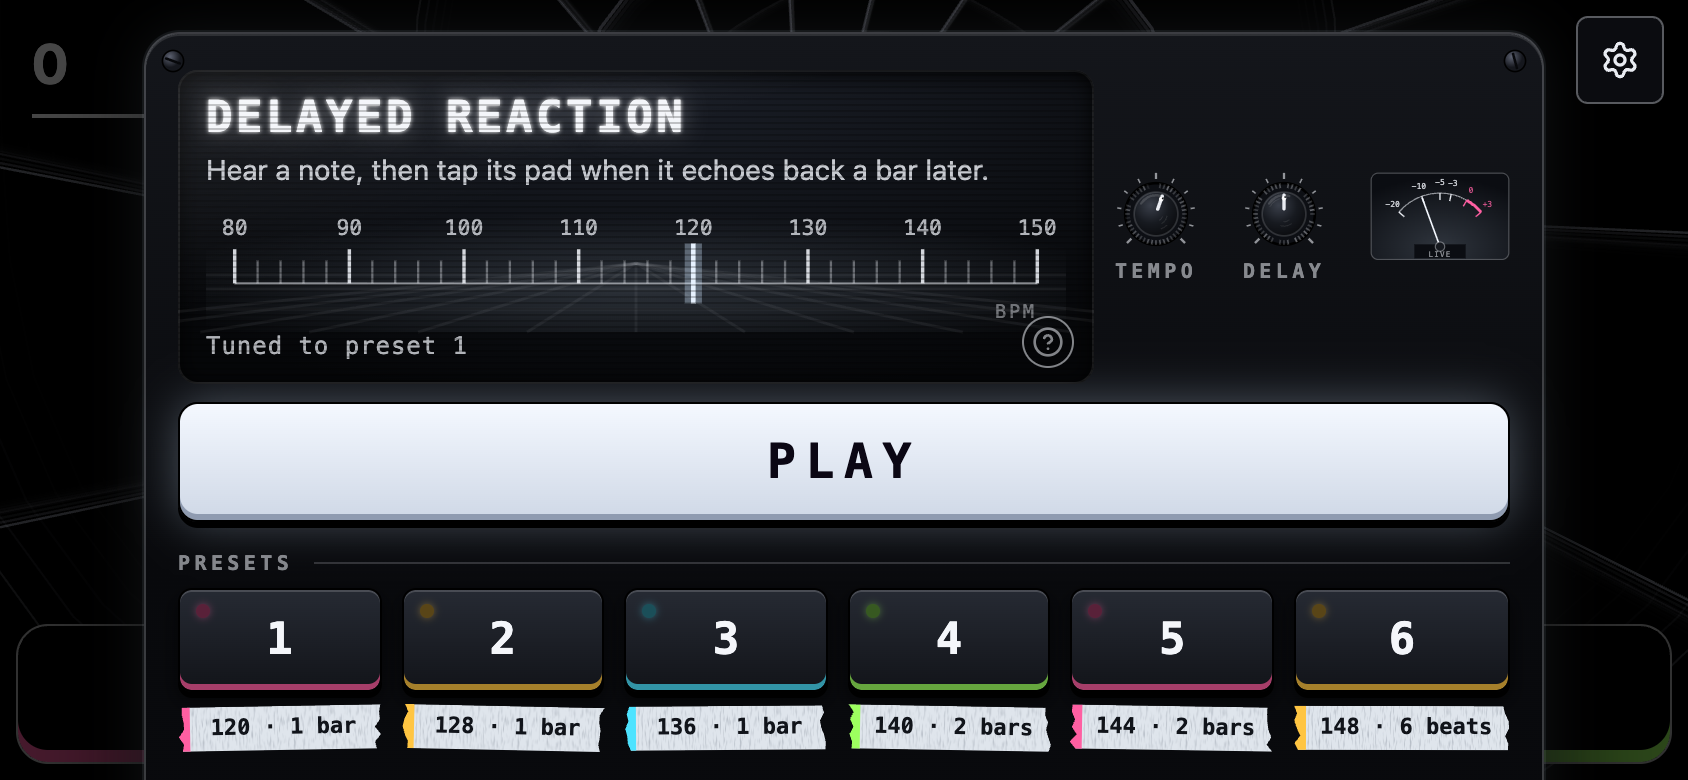 0
DELAYED REACTION
Hear a note, then tap its pad when it echoes back a bar later.
80 90 100 110 120 130 140 150
BPM
Tuned to preset 1
?
TEMPO
DELAY
-20 -10 -5 -3 0 +3
LIVE
PLAY
PRESETS
1 2 3 4 5 6
120 · 1 bar
128 · 1 bar
136 · 1 bar
140 · 2 bars
144 · 2 bars
148 · 6 beats